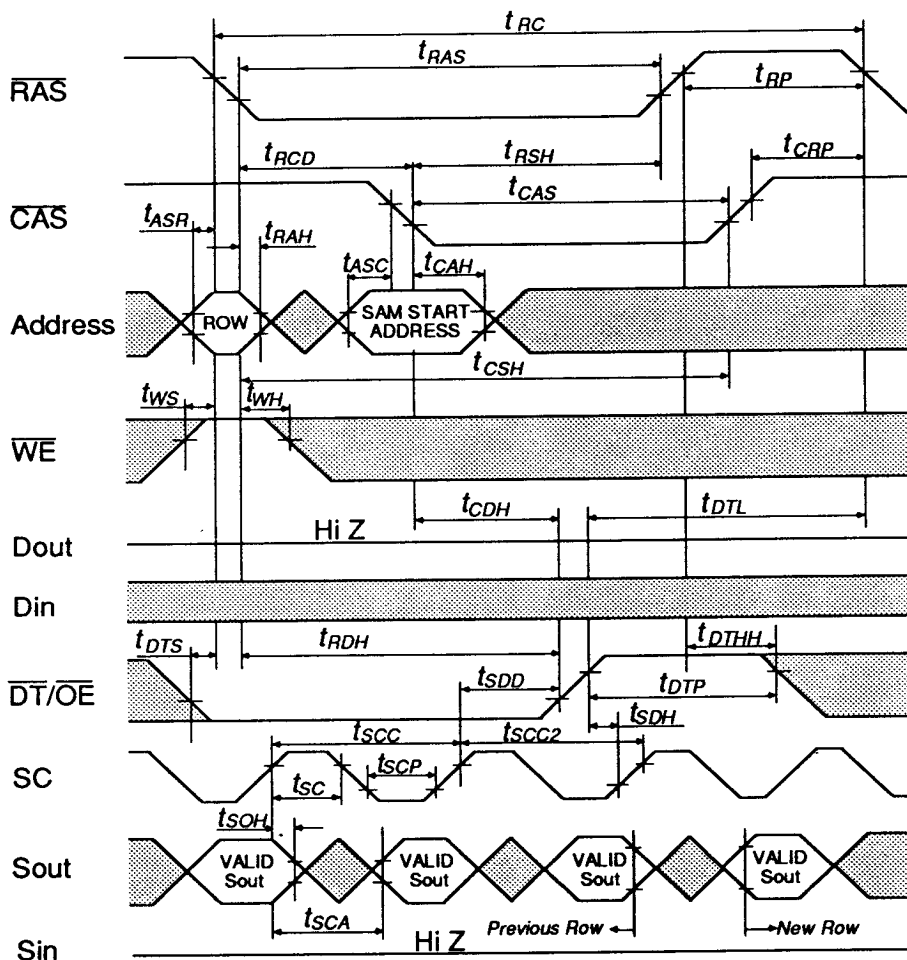 tRC
tRAS
RAS
tRP
tRCD
tRSH
tCRP
CAS
tCAS
tASR
tRAH
tASC
tCAH
Address
ROW
SAM START
ADDRESS
tCSH
tWS
tWH
WE
tCDH
tDTL
Hi Z
Dout
Din
tDTS
tRDH
tDTHH
DT/OE
tSDD
tDTP
tSDH
tSCC
tSCC2
SC
tSC
tSCP
tSOH
Sout
VALID
Sout
VALID
Sout
VALID
Sout
VALID
Sout
tSCA
Previous Row
New Row
Hi Z
Sin